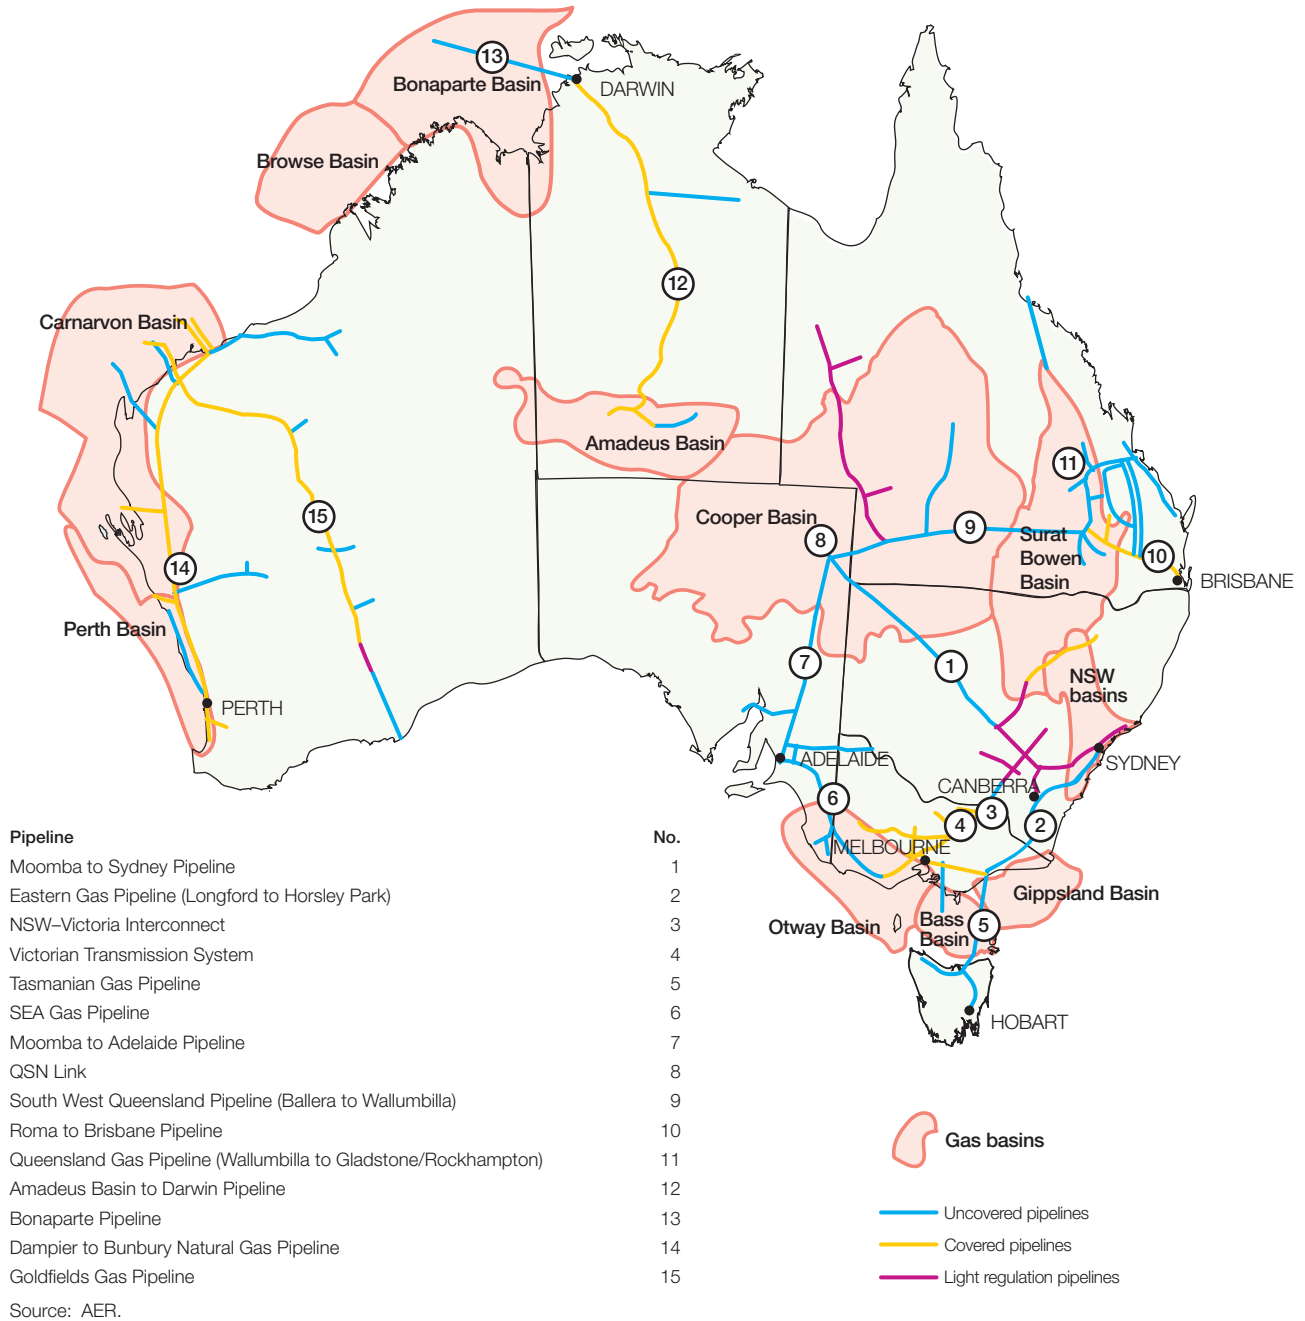 13
Bonaparte Basin
DARWIN
Browse Basin
12
Carnarvon Basin
Amadeus Basin
11
15
Cooper Basin
8
9
Surat
Bowen
Basin
10
BRISBANE
14
Perth Basin
7
1
NSW
basins
PERTH
ADELAIDE
SYDNEY
CANBERRA
6
4
3
2
MELBOURNE
Gippsland Basin
Otway Basin
Bass
Basin
5
HOBART
Pipeline No.
Moomba to Sydney Pipeline 1
Eastern Gas Pipeline (Longford to Horsley Park) 2
NSW–Victoria Interconnect 3
Victorian Transmission System 4
Tasmanian Gas Pipeline 5
SEA Gas Pipeline 6
Moomba to Adelaide Pipeline 7
QSN Link 8
South West Queensland Pipeline (Ballera to Wallumbilla) 9
Roma to Brisbane Pipeline 10
Queensland Gas Pipeline (Wallumbilla to Gladstone/Rockhampton) 11
Amadeus Basin to Darwin Pipeline 12
Bonaparte Pipeline 13
Dampier to Bunbury Natural Gas Pipeline 14
Goldfields Gas Pipeline 15
Source: AER.
Gas basins
Uncovered pipelines
Covered pipelines
Light regulation pipelines